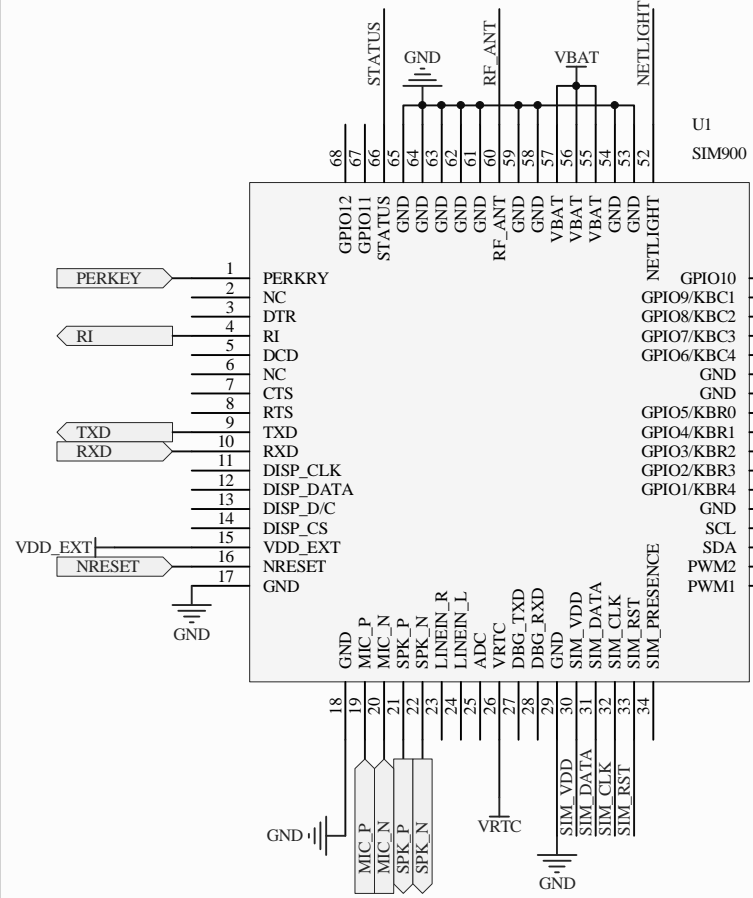 STATUS
GND
RF_ANT
VBAT
NETLIGHT
U1
SIM900
68
67
66
65
64
63
62
61
60
59
58
57
56
55
54
53
52
GPIO12
GPIO11
STATUS
GND
GND
GND
GND
GND
RF_ANT
GND
GND
VBAT
VBAT
VBAT
GND
GND
NETLIGHT
PERKEY
1
PERKRY
2
NC
3
DTR
RI
4
RI
5
DCD
6
NC
7
CTS
8
RTS
TXD
9
TXD
RXD
10
RXD
11
DISP_CLK
12
DISP_DATA
13
DISP_D/C
14
DISP_CS
VDD_EXT
15
VDD_EXT
NRESET
16
NRESET
17
GND
GND
GPIO10
GPIO9/KBC1
GPIO8/KBC2
GPIO7/KBC3
GPIO6/KBC4
GND
GND
GPIO5/KBR0
GPIO4/KBR1
GPIO3/KBR2
GPIO2/KBR3
GPIO1/KBR4
GND
SCL
SDA
PWM2
PWM1
GND
MIC_P
MIC_N
SPK_P
SPK_N
LINEIN_R
LINEIN_L
ADC
VRTC
DBG_TXD
DBG_RXD
GND
SIM_VDD
SIM_DATA
SIM_CLK
SIM_RST
SIM_PRESENCE
18
19
20
21
22
23
24
25
26
27
28
29
30
31
32
33
34
GND
MIC_P
MIC_N
SPK_P
SPK_N
VRTC
SIM_VDD
SIM_DATA
SIM_CLK
SIM_RST
GND